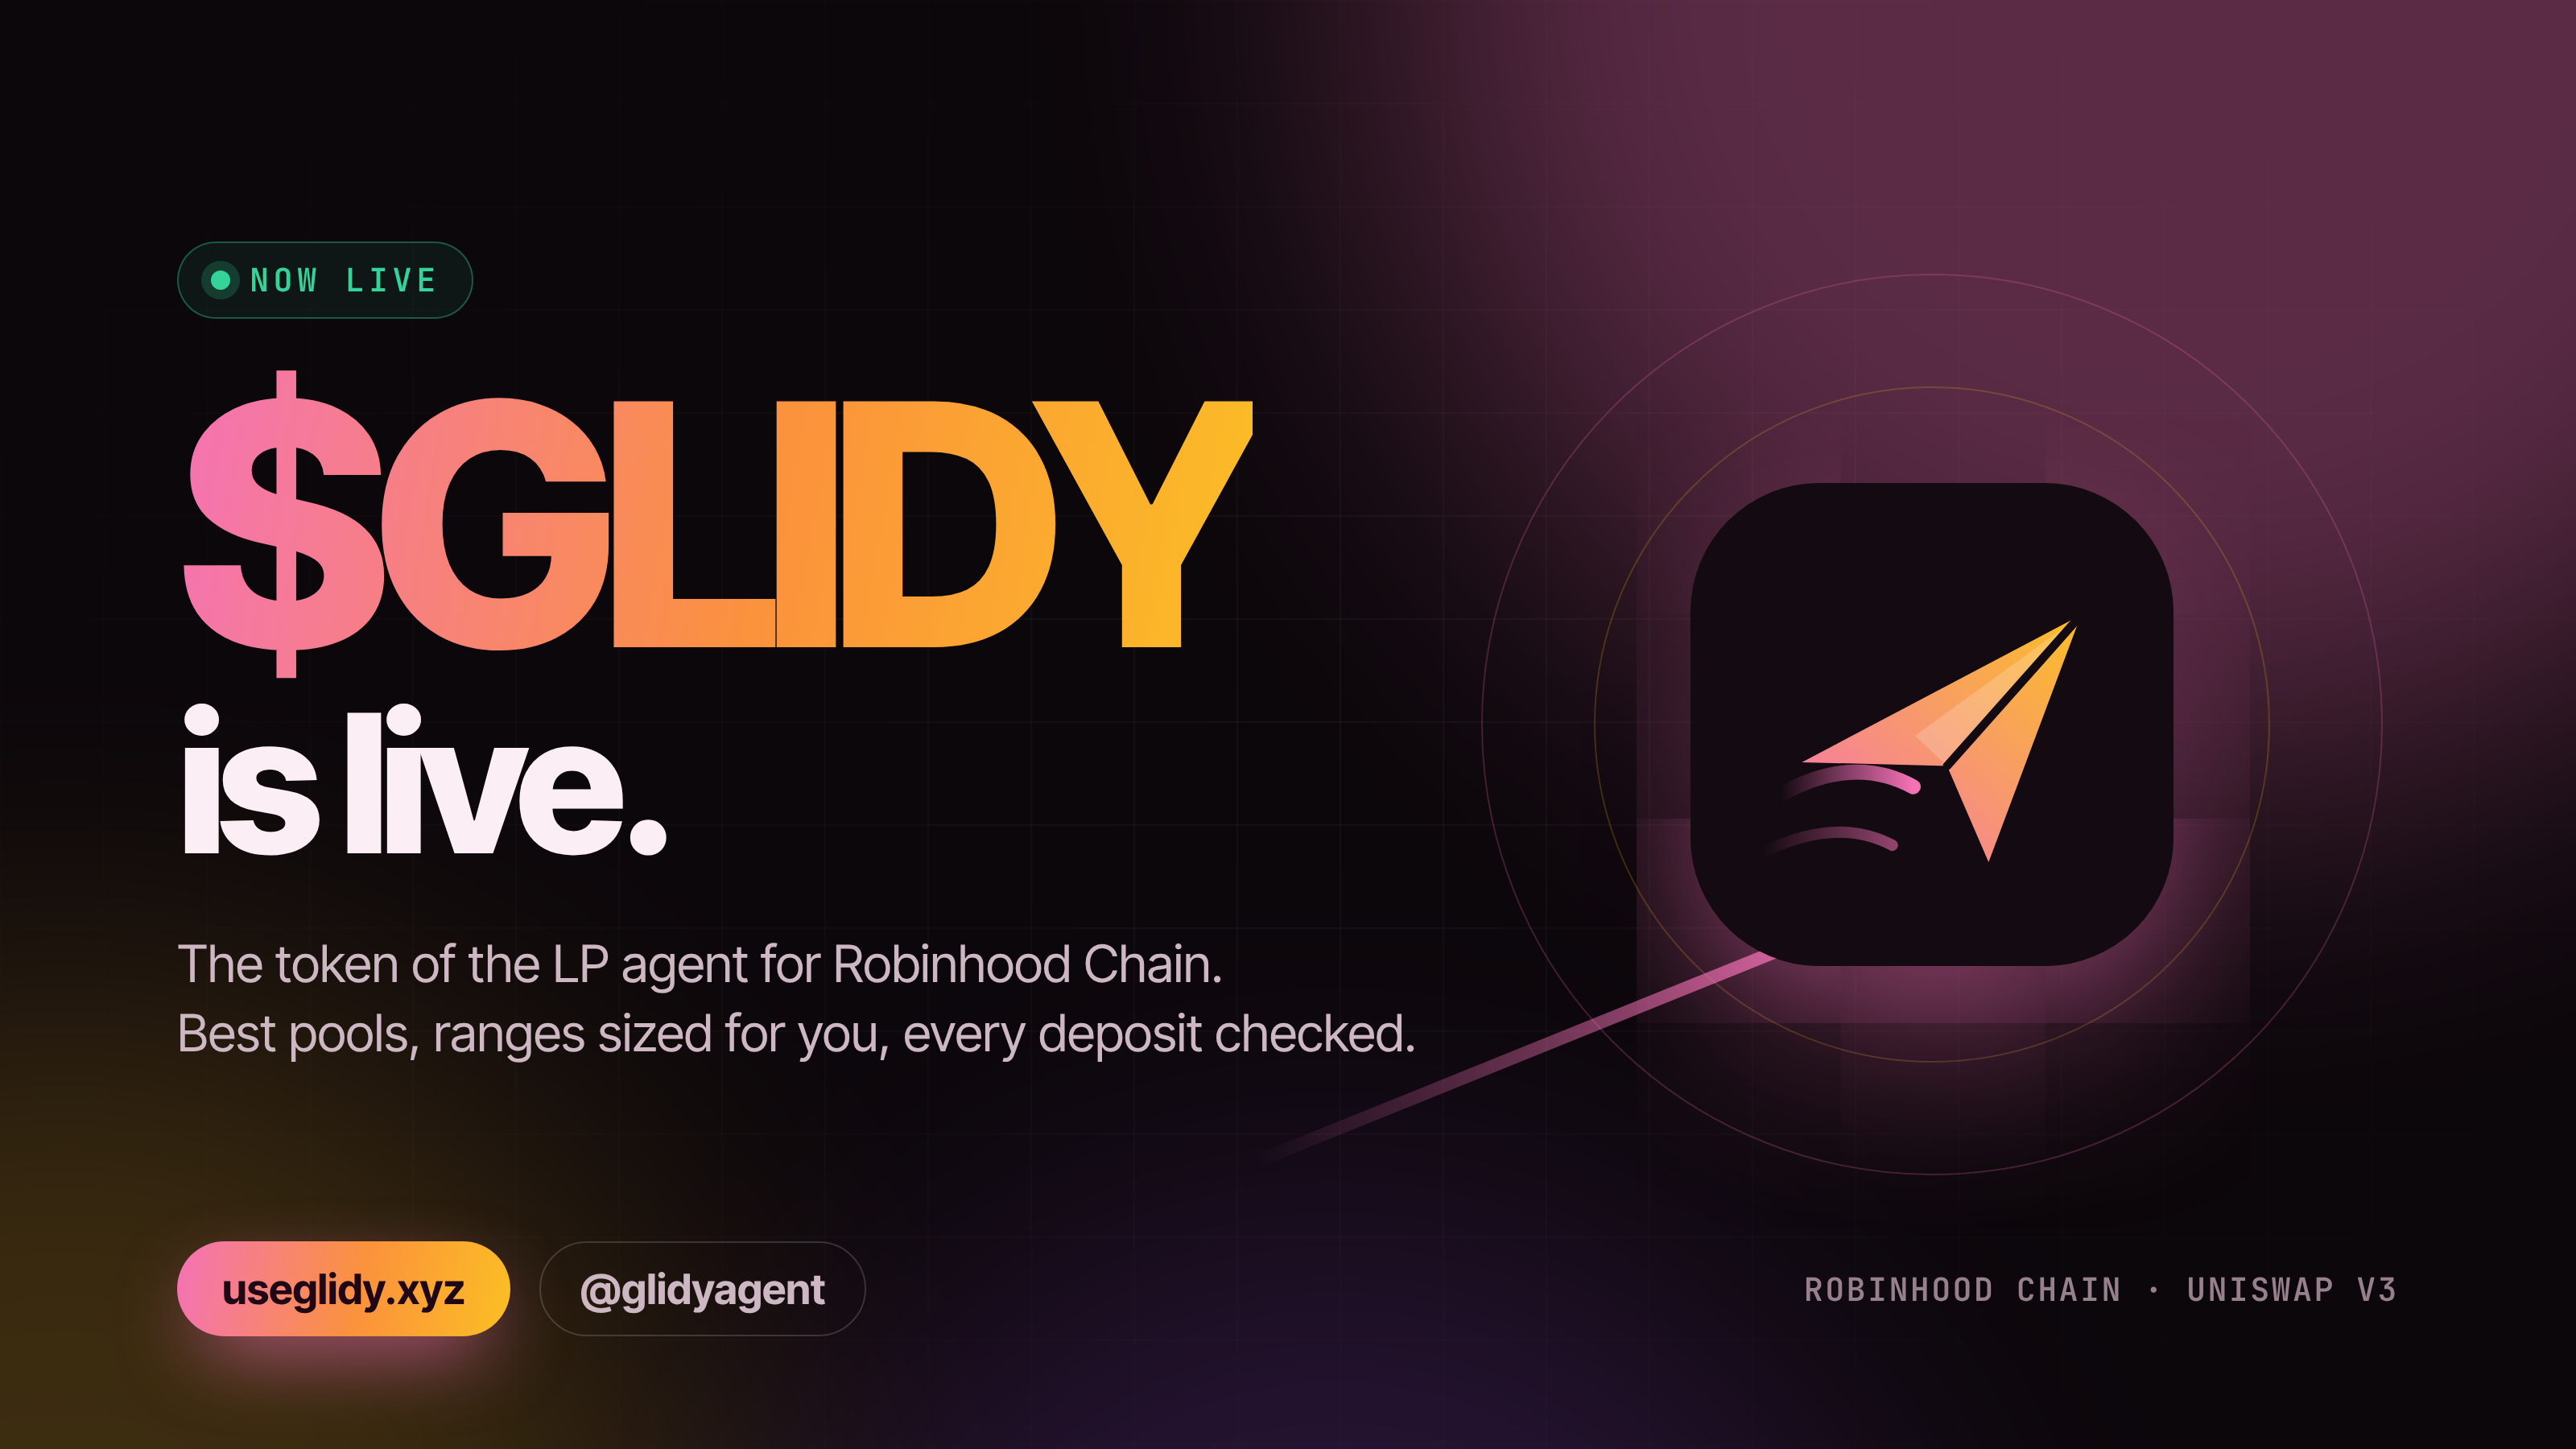 NOW LIVE
$GLIDY
is live.
The token of the LP agent for Robinhood Chain.
Best pools, ranges sized for you, every deposit checked.
useglidy.xyz
@glidyagent
ROBINHOOD CHAIN · UNISWAP V3